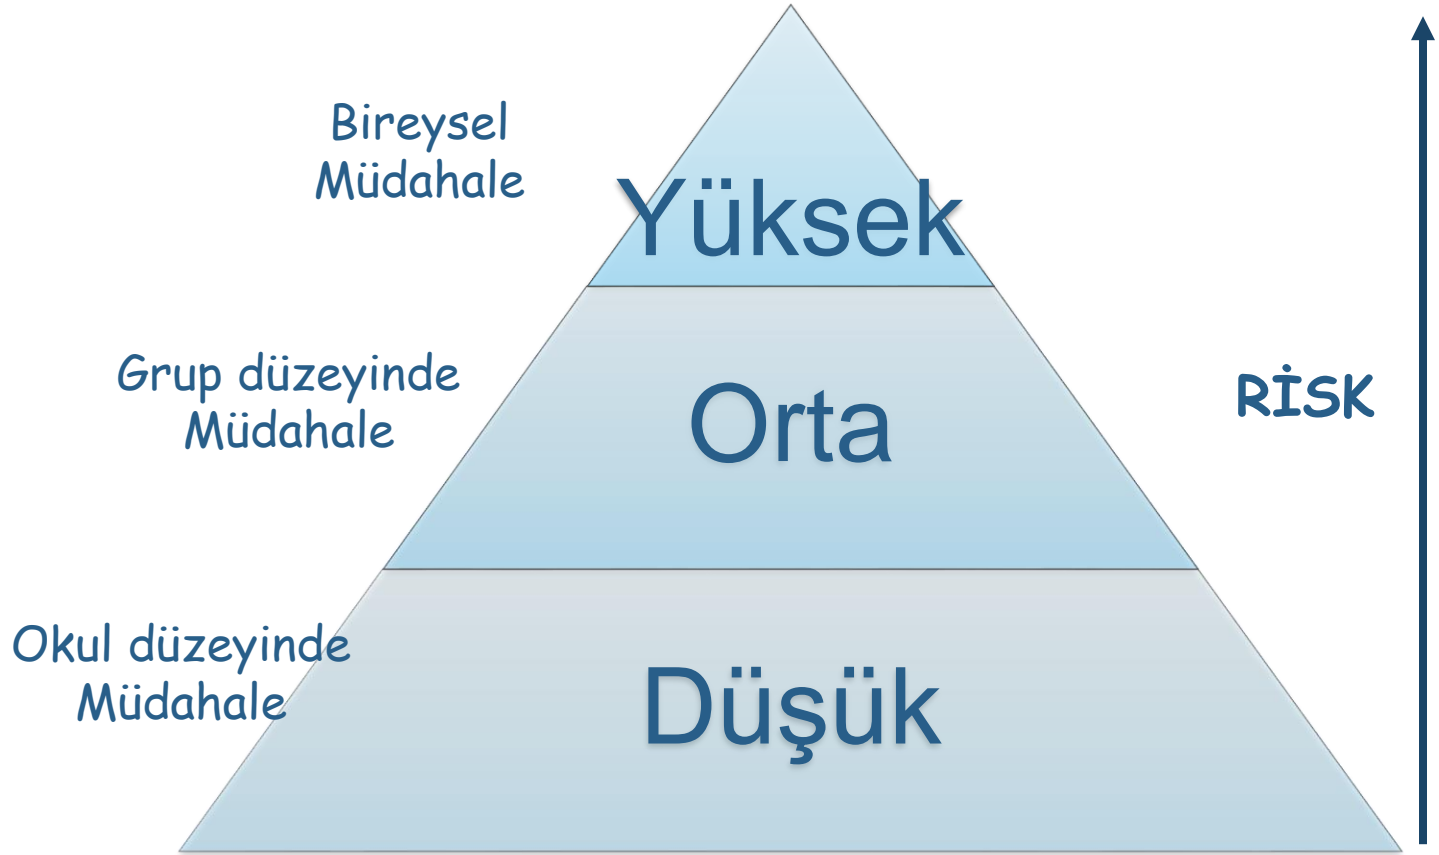 Bireysel
Müdahale
Yüksek
Grup düzeyinde
Müdahale
Orta
RİSK
Okul düzeyinde
Müdahale
Düşük